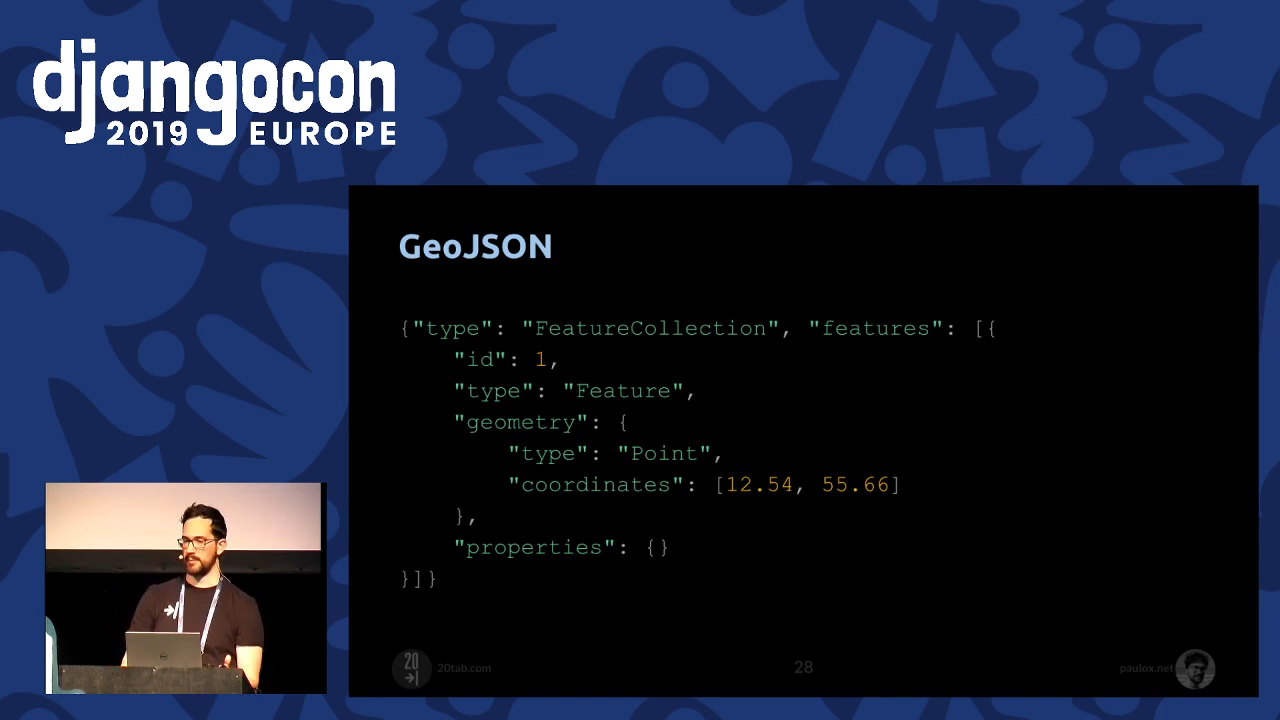 djangocon
2019 EUROPE
GeoJSON
{"type": "FeatureCollection", "features": [{
    "id": 1,
    "type": "Feature",
    "geometry": {
        "type": "Point",
        "coordinates": [12.54, 55.66]
    },
    "properties": {}
}]}
20
20tab.com
28
paulox.net